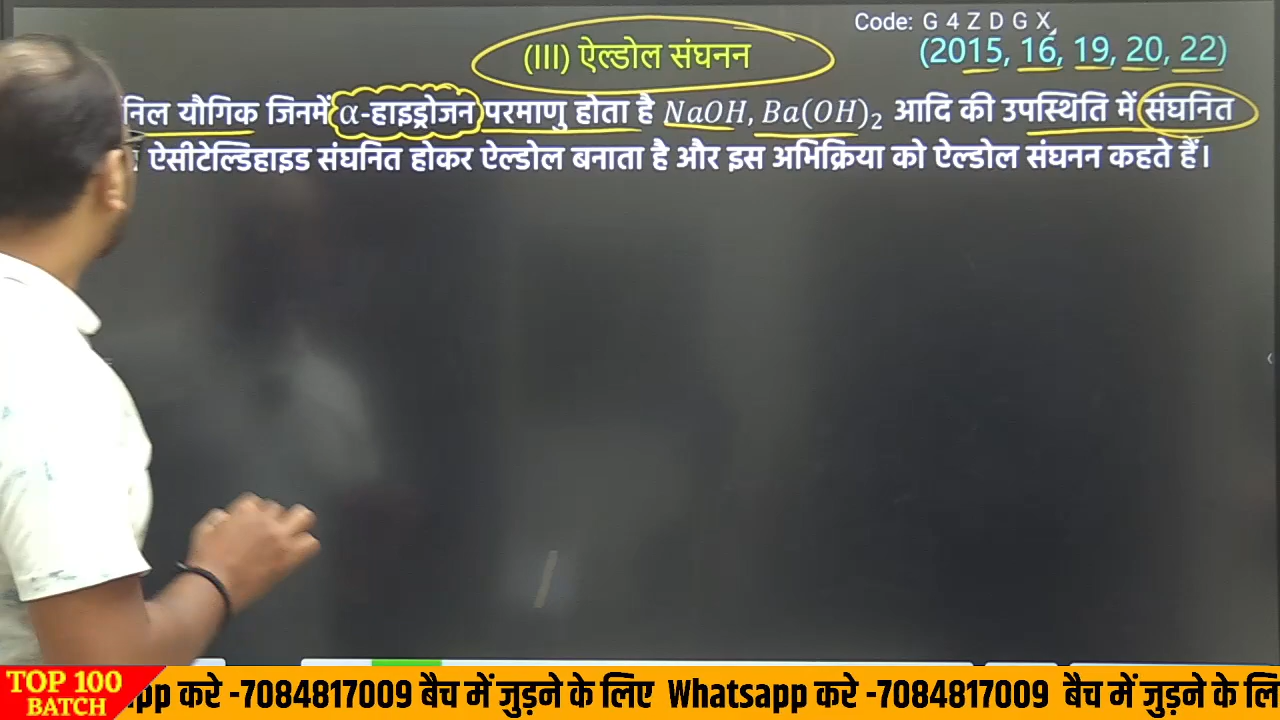 Code: G 4 Z D G X
(III) ऐल्डोल संघनन
(2015, 16, 19, 20, 22)
निल यौगिक जिनमें α-हाइड्रोजन परमाणु होता है NaOH, Ba(OH)₂ आदि की उपस्थिति में संघनित
ऐसीटेल्डिहाइड संघनित होकर ऐल्डोल बनाता है और इस अभिक्रिया को ऐल्डोल संघनन कहते हैं।
TOP 100
BATCH
pp करे -7084817009 बैच में जुड़ने के लिए Whatsapp करे -7084817009 बैच में जुड़ने के लि